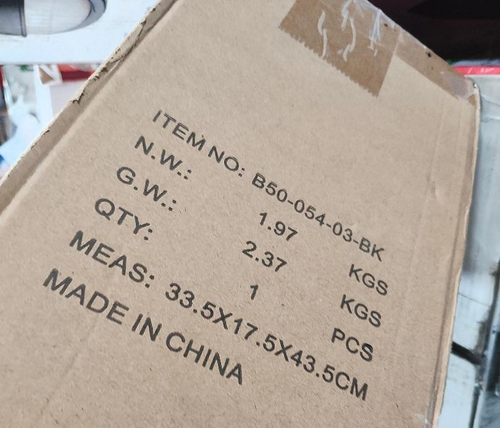 ITEM NO: B50-054-03-BK
N.W.: 1.97 KGS
G.W.: 2.37 KGS
QTY: 1 PCS
MEAS: 33.5X17.5X43.5CM
MADE IN CHINA